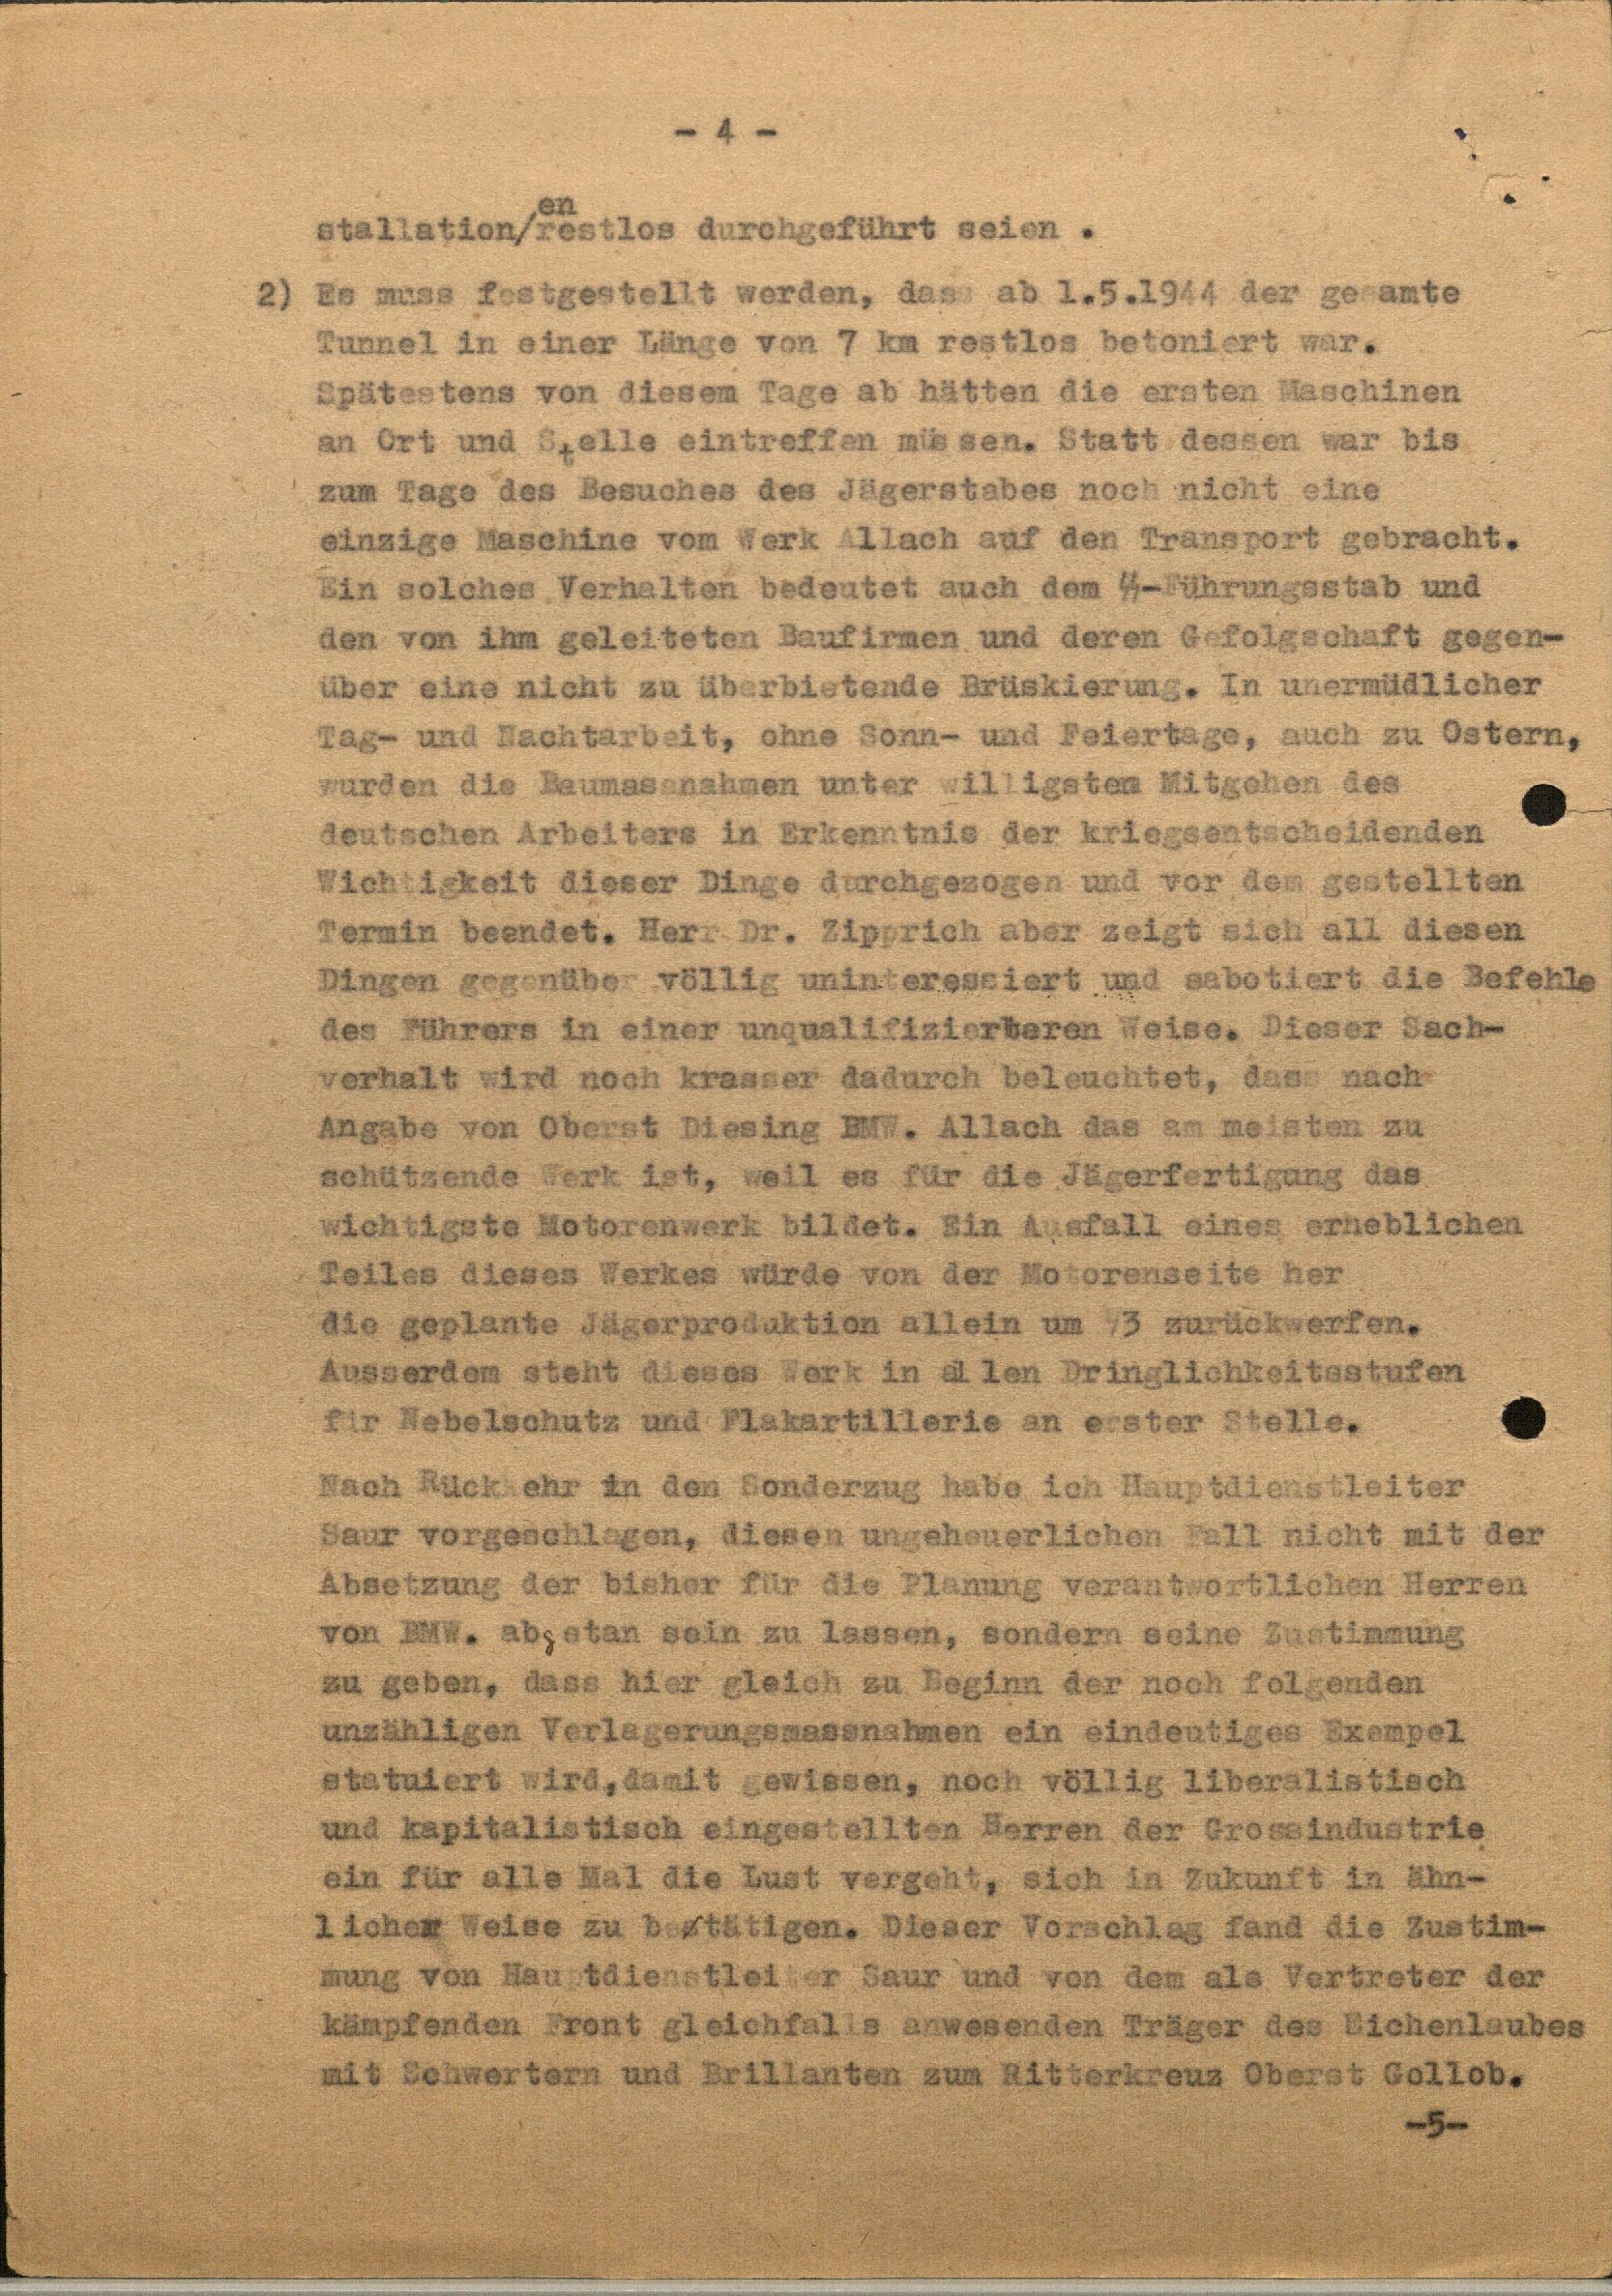 - 4 -
stallation/en restlos durchgeführt seien .
2) Es muss festgestellt werden, dass ab 1.5.1944 der gesamte
Tunnel in einer Länge von 7 km restlos betoniert war.
Spätestens von diesem Tage ab hätten die ersten Maschinen
an Ort und Stelle eintreffen müssen. Statt dessen war bis
zum Tage des Besuches des Jägerstabes noch nicht eine
einzige Maschine vom Werk Allach auf den Transport gebracht.
Ein solches Verhalten bedeutet auch dem ᛋᛋ-Führungsstab und
den von ihm geleiteten Baufirmen und deren Gefolgschaft gegen-
über eine nicht zu überbietende Brüskierung. In unermüdlicher
Tag- und Nachtarbeit, ohne Sonn- und Feiertage, auch zu Ostern,
wurden die Baumassnahmen unter willigstem Mitgehen des
deutschen Arbeiters in Erkenntnis der kriegsentscheidenden
Wichtigkeit dieser Dinge durchgezogen und vor dem gestellten
Termin beendet. Herr Dr. Zipprich aber zeigt sich all diesen
Dingen gegenüber völlig uninteressiert und sabotiert die Befehle
des Führers in einer unqualifizierbaren Weise. Dieser Sach-
verhalt wird noch krasser dadurch beleuchtet, dass nach
Angabe von Oberst Diesing BMW. Allach das am meisten zu
schützende Werk ist, weil es für die Jägerfertigung das
wichtigste Motorenwerk bildet. Ein Ausfall eines erheblichen
Teiles dieses Werkes würde von der Motorenseite her
die geplante Jägerproduktion allein um /3 zurückwerfen.
Ausserdem steht dieses Werk in allen Dringlichkeitsstufen
für Nebelschutz und Flakartillerie an erster Stelle.
Nach Rückkehr in den Sonderzug habe ich Hauptdienstleiter
Saur vorgeschlagen, diesen ungeheuerlichen Fall nicht mit der
Absetzung der bisher für die Planung verantwortlichen Herren
von BMW. abgetan sein zu lassen, sondern seine Zustimmung
zu geben, dass hier gleich zu Beginn der noch folgenden
unzähligen Verlagerungsmassnahmen ein eindeutiges Exempel
statuiert wird,damit gewissen, noch völlig liberalistisch
und kapitalistisch eingestellten Herren der Grossindustrie
ein für alle Mal die Lust vergeht, sich in Zukunft in ähn-
licher Weise zu betätigen. Dieser Vorschlag fand die Zustim-
mung von Hauptdienstleiter Saur und von dem als Vertreter der
kämpfenden Front gleichfalls anwesenden Träger des Eichenlaubes
mit Schwertern und Brillanten zum Ritterkreuz Oberst Gollob.
-5-